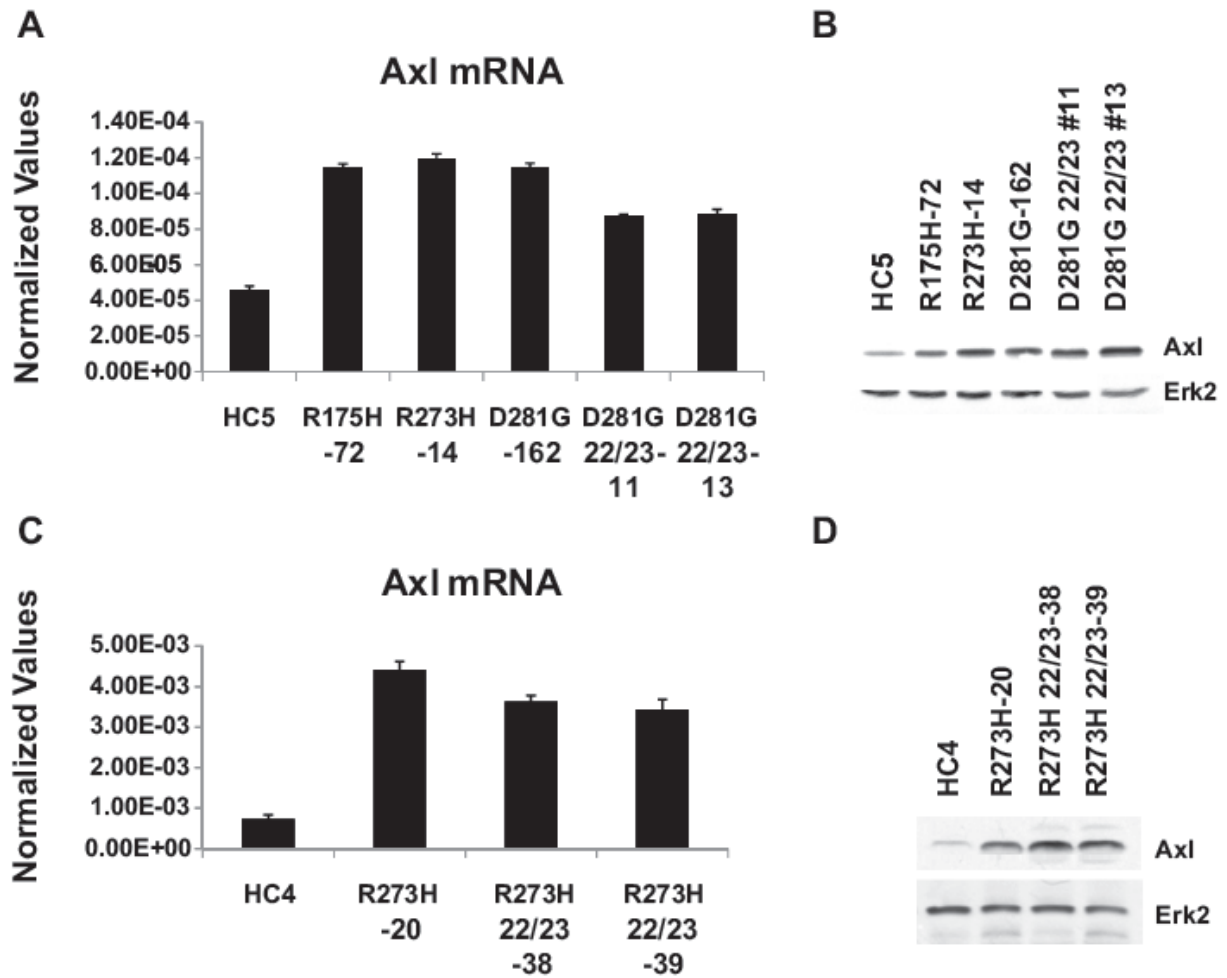 A
Axl mRNA
Normalized Values
1.40E-04
1.20E-04
1.00E-04
8.00E-05
6.00E-05
4.00E-05
2.00E-05
0.00E+00
HC5
R175H
-72
R273H
-14
D281G
-162
D281G
22/23-
11
D281G
22/23-
13
B
HC5
R175H-72
R273H-14
D281G-162
D281G 22/23 #11
D281G 22/23 #13
Axl
Erk2
C
Axl mRNA
Normalized Values
5.00E-03
4.00E-03
3.00E-03
2.00E-03
1.00E-03
0.00E+00
HC4
R273H
-20
R273H
22/23
-38
R273H
22/23
-39
D
HC4
R273H-20
R273H 22/23-38
R273H 22/23-39
Axl
Erk2